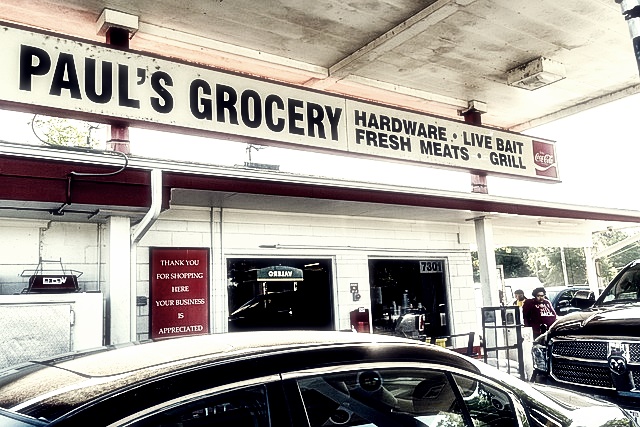 PAUL'S GROCERY
HARDWARE · LIVE BAIT
FRESH MEATS · GRILL
Coca-Cola
THANK YOU
FOR SHOPPING
HERE
YOUR BUSINESS
IS
APPRECIATED
7301